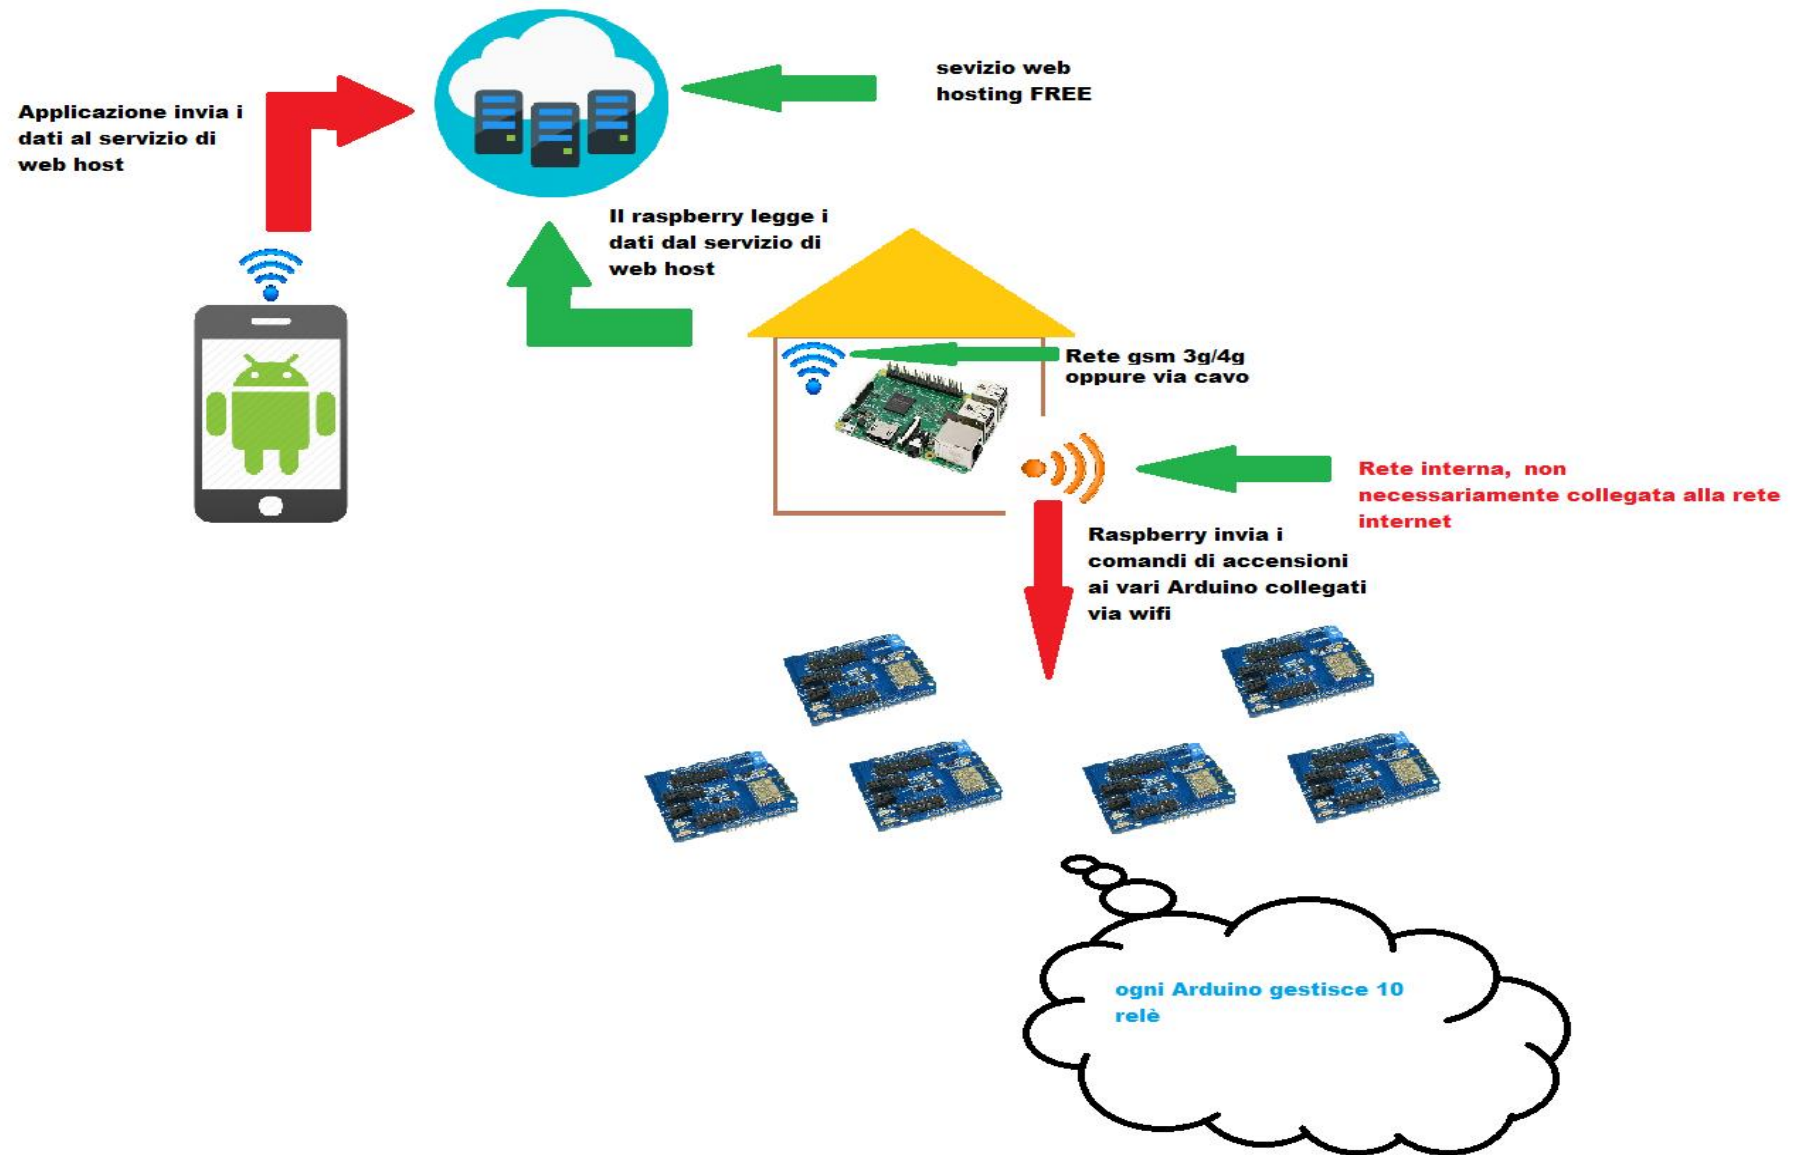 sevizio web
hosting FREE
Applicazione invia i
dati al servizio di
web host
Il raspberry legge i
dati dal servizio di
web host
Rete gsm 3g/4g
oppure via cavo
Rete interna, non
necessariamente collegata alla rete
internet
Raspberry invia i
comandi di accensioni
ai vari Arduino collegati
via wifi
ogni Arduino gestisce 10
relè